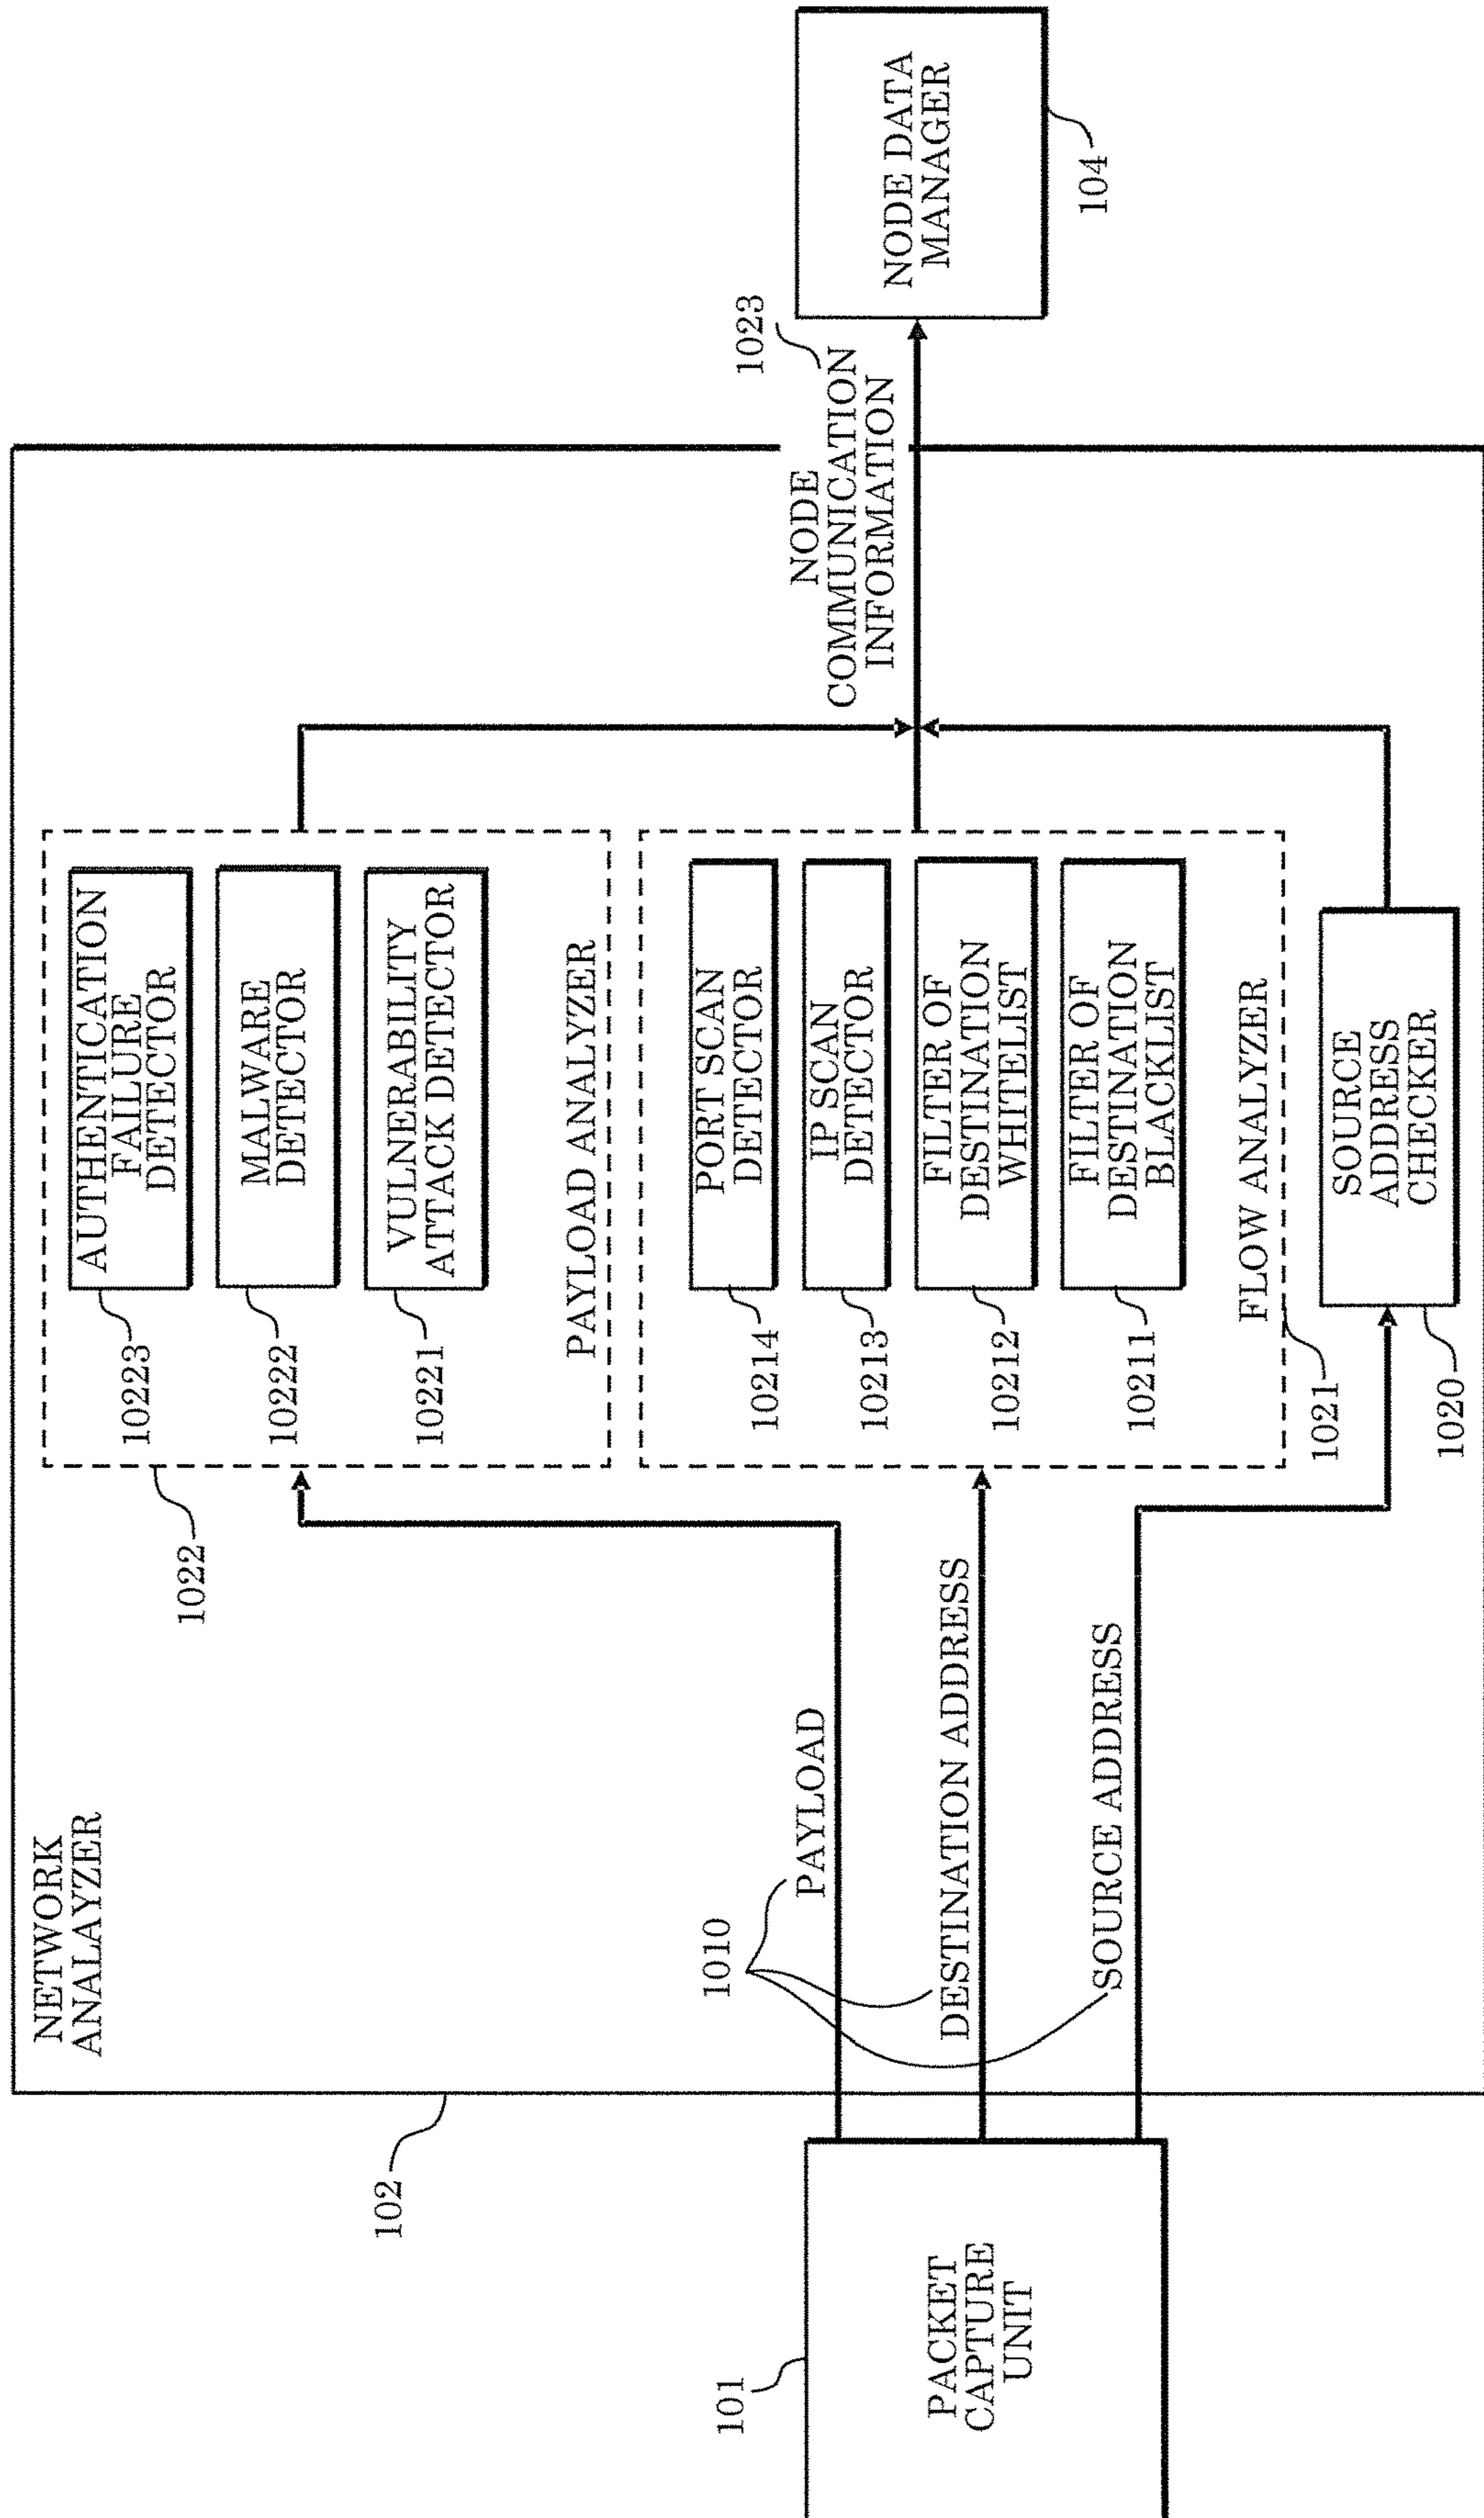 NETWORK
ANALAYZER
102
101
PACKET
CAPTURE
UNIT
1010
PAYLOAD
DESTINATION ADDRESS
SOURCE ADDRESS
1022
10223
AUTHENTICATION
FAILURE
DETECTOR
10222
MALWARE
DETECTOR
10221
VULNERABILITY
ATTACK DETECTOR
PAYLOAD ANALYZER
10214
PORT SCAN
DETECTOR
10213
IP SCAN
DETECTOR
10212
FILTER OF
DESTINATION
WHITELIST
10211
FILTER OF
DESTINATION
BLACKLIST
FLOW ANALYZER
1021
1020
SOURCE
ADDRESS
CHECKER
NODE
COMMUNICATION
INFORMATION
1023
NODE DATA
MANAGER
104